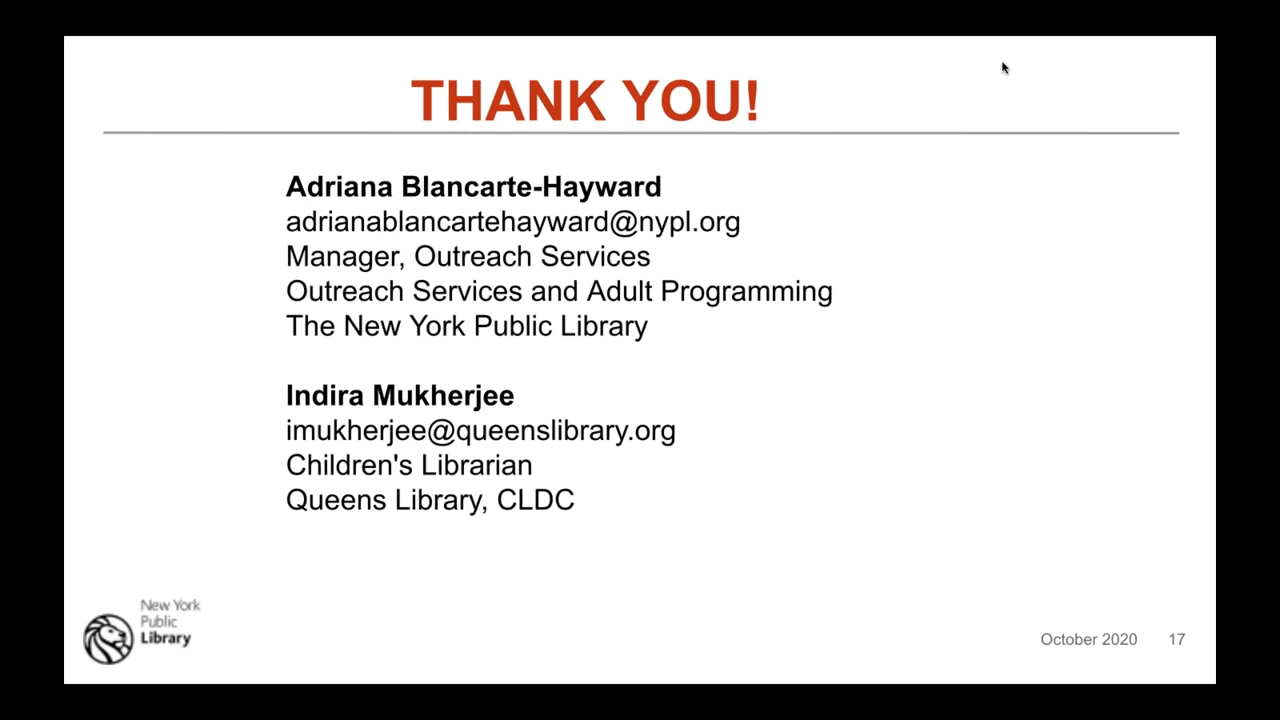 THANK YOU!
Adriana Blancarte-Hayward
adrianablancartehayward@nypl.org
Manager, Outreach Services
Outreach Services and Adult Programming
The New York Public Library
Indira Mukherjee
imukherjee@queenslibrary.org
Children's Librarian
Queens Library, CLDC
New York
Public
Library
October 2020 17